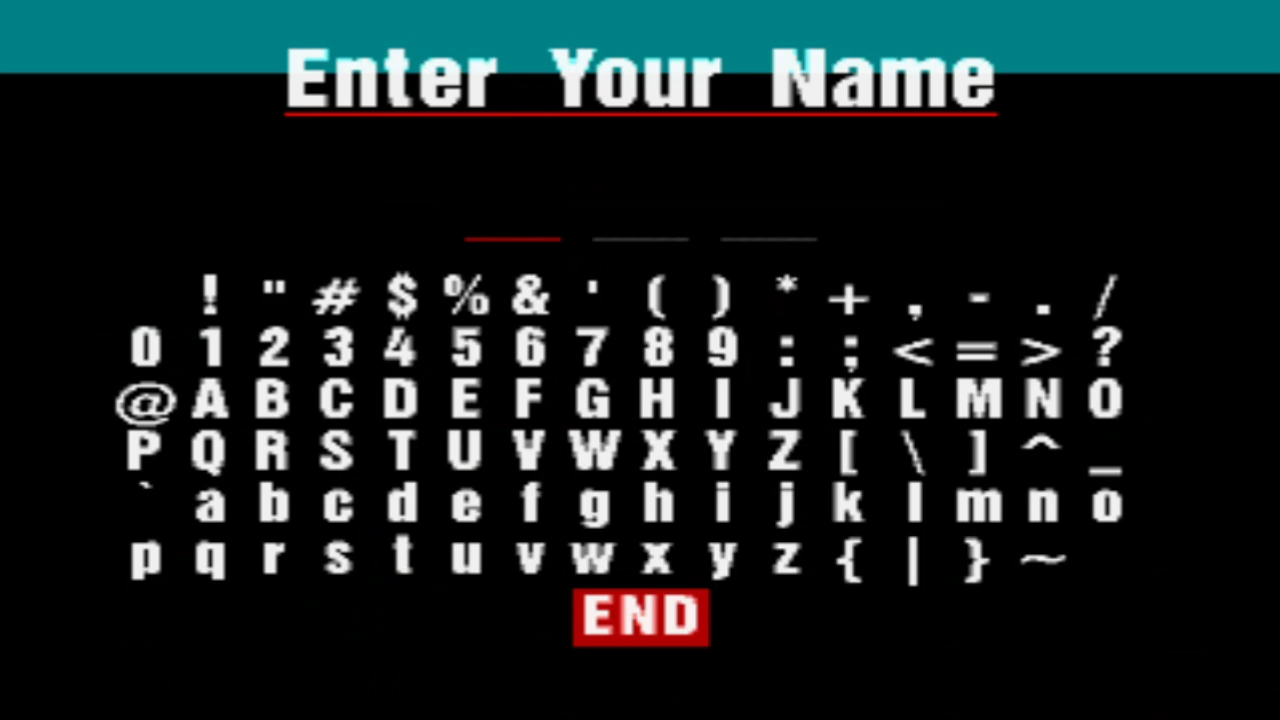 Enter Your Name
! " # $ % & ' ( ) * + , - . /
0 1 2 3 4 5 6 7 8 9 : ; < = > ?
@ A B C D E F G H I J K L M N O
P Q R S T U V W X Y Z [ \ ] ^ _
` a b c d e f g h i j k l m n o
p q r s t u v w x y z { | } ~
END